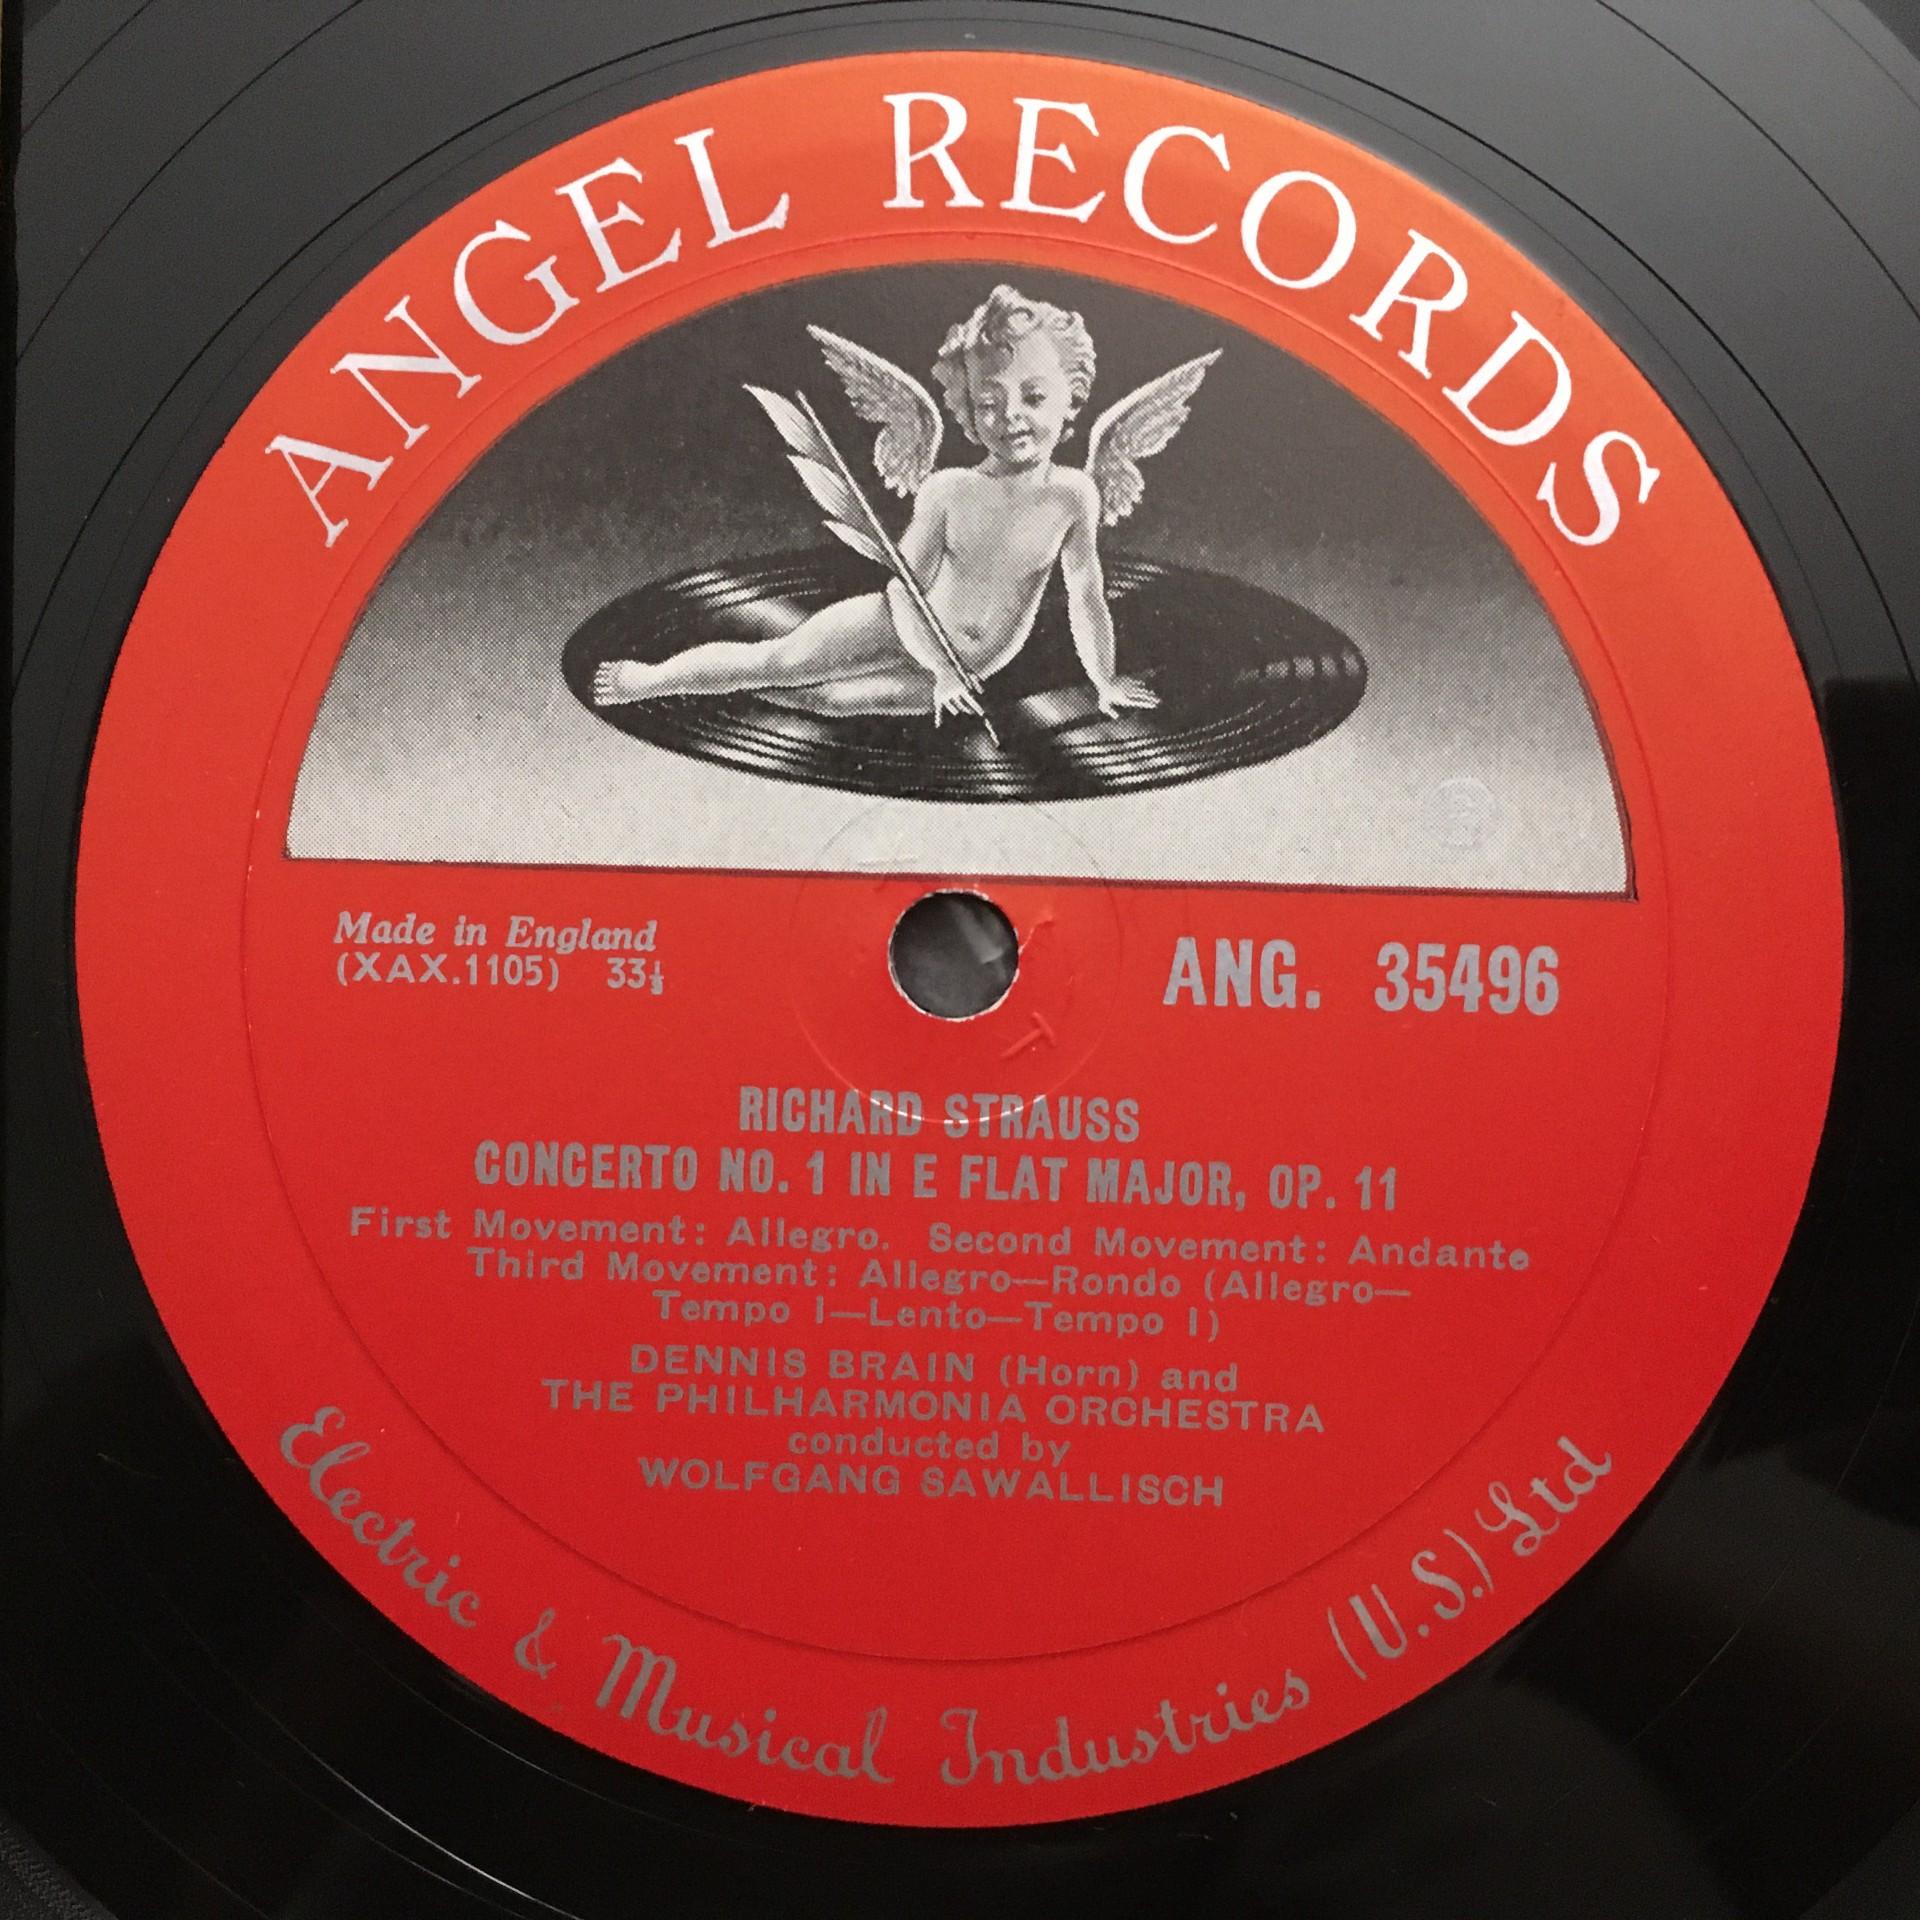 ANGEL RECORDS
Made in England
(XAX.1105) 33⅓
ANG. 35496
RICHARD STRAUSS
CONCERTO NO. 1 IN E FLAT MAJOR, OP. 11
First Movement: Allegro. Second Movement: Andante
Third Movement: Allegro—Rondo (Allegro—
Tempo I—Lento—Tempo I)
DENNIS BRAIN (Horn) and
THE PHILHARMONIA ORCHESTRA
conducted by
WOLFGANG SAWALLISCH
Electric & Musical Industries (U.S.) Ltd
T